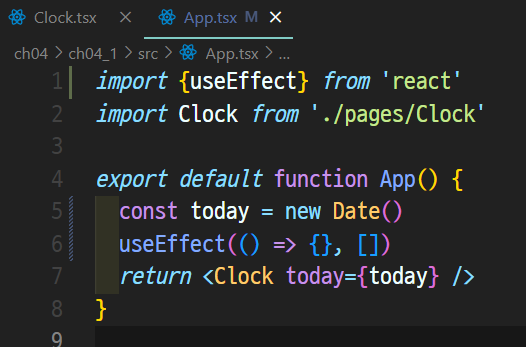 Clock.tsx App.tsx M
ch04 > ch04_1 > src > App.tsx > ...
1 import {useEffect} from 'react'
2 import Clock from './pages/Clock'
3
4 export default function App() {
5 const today = new Date()
6 useEffect(() => {}, [])
7 return <Clock today={today} />
8 }
9